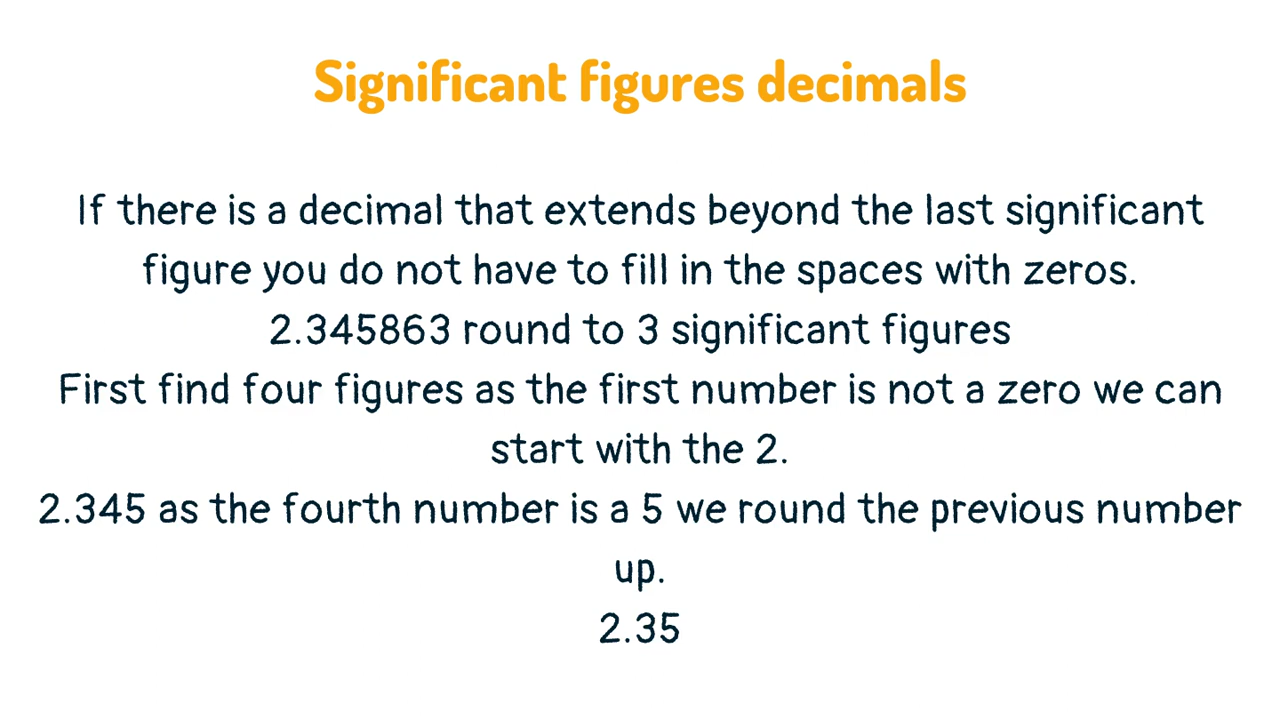 Significant figures decimals
If there is a decimal that extends beyond the last significant
figure you do not have to fill in the spaces with zeros.
2.345863 round to 3 significant figures
First find four figures as the first number is not a zero we can
start with the 2.
2.345 as the fourth number is a 5 we round the previous number
up.
2.35